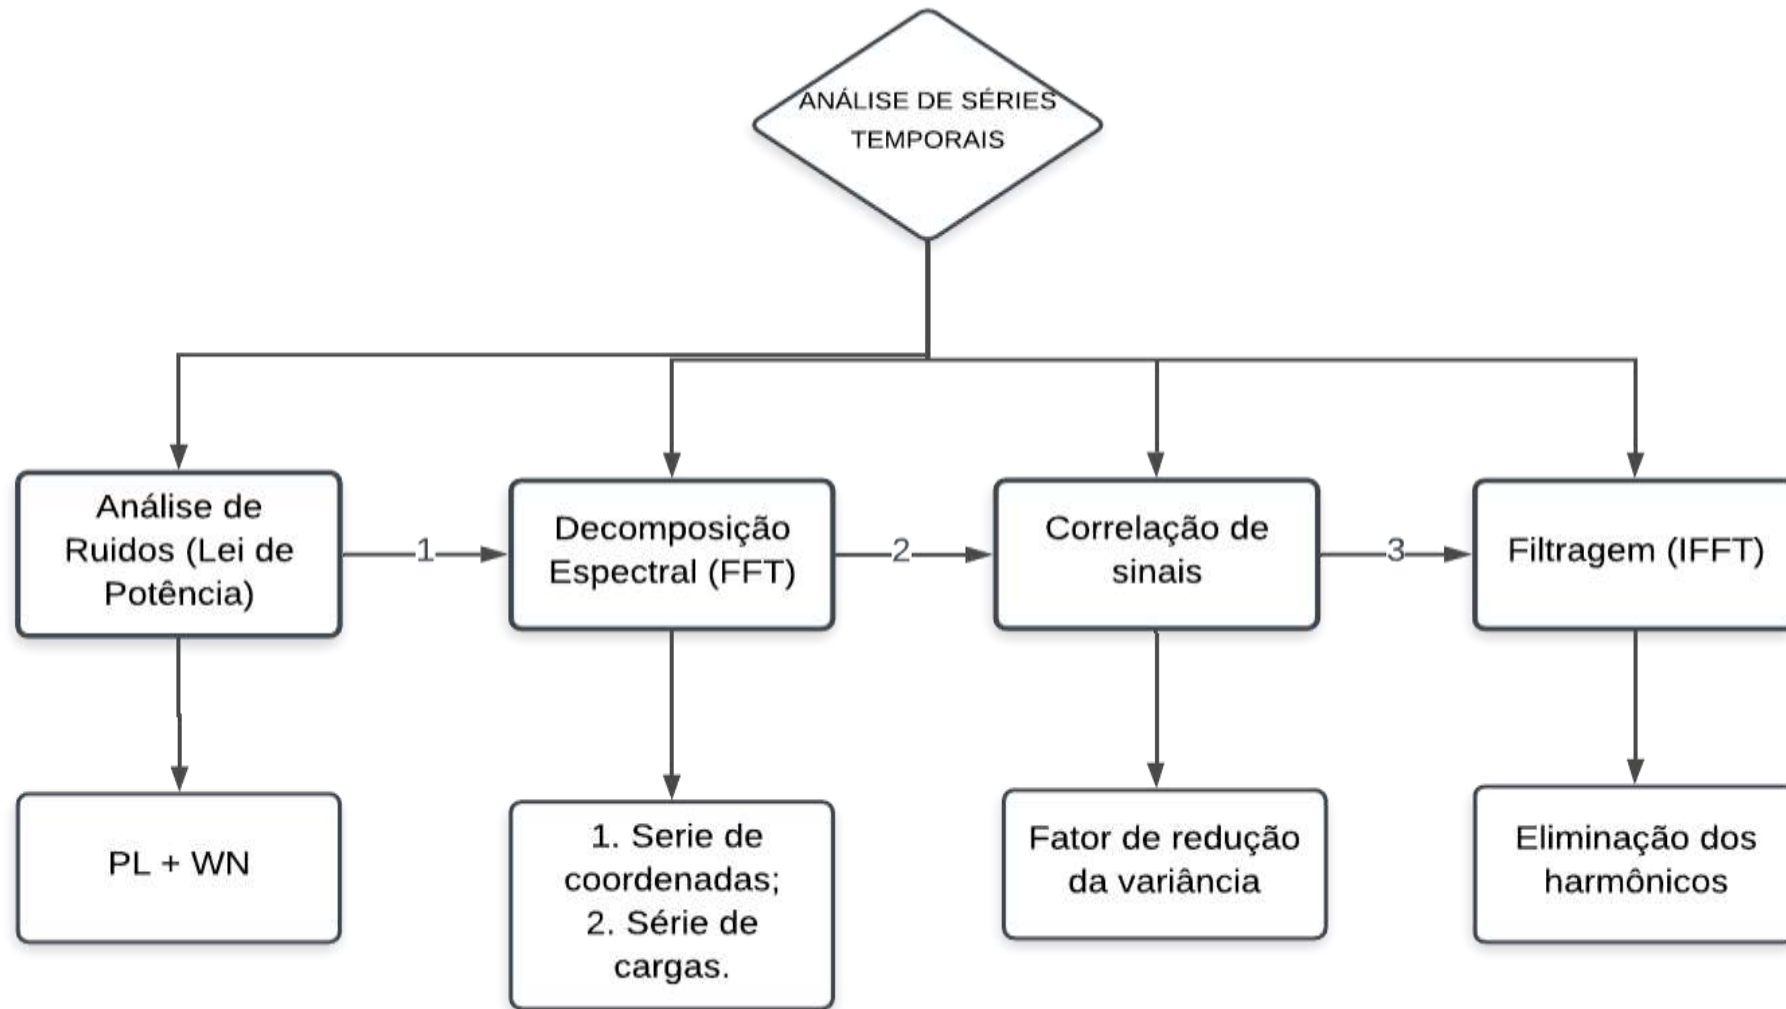 ANÁLISE DE SÉRIES
TEMPORAIS
Análise de
Ruidos (Lei de
Potência)
1
Decomposição
Espectral (FFT)
2
Correlação de
sinais
3
Filtragem (IFFT)
PL + WN
1. Serie de
coordenadas;
2. Série de
cargas.
Fator de redução
da variância
Eliminação dos
harmônicos